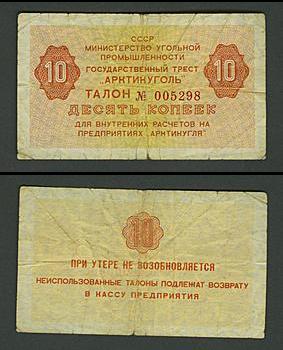 СССР
МИНИСТЕРСТВО УГОЛЬНОЙ
ПРОМЫШЛЕННОСТИ
ГОСУДАРСТВЕННЫЙ ТРЕСТ
10 „АРКТИКУГОЛЬ" 10
ТАЛОН № 005298
ДЕСЯТЬ КОПЕЕК
ДЛЯ ВНУТРЕННИХ РАСЧЕТОВ НА
ПРЕДПРИЯТИЯХ „АРКТИКУГЛЯ"
10
ПРИ УТЕРЕ НЕ ВОЗОБНОВЛЯЕТСЯ
НЕИСПОЛЬЗОВАННЫЕ ТАЛОНЫ ПОДЛЕЖАТ ВОЗВРАТУ
В КАССУ ПРЕДПРИЯТИЯ